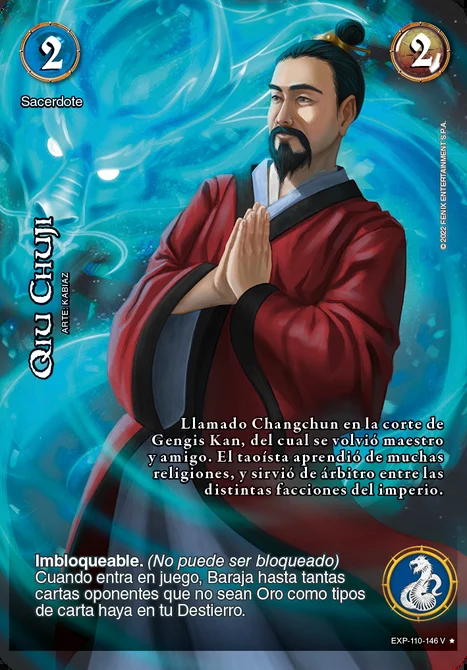 2
2
Sacerdote
QIU CHUJI
ARTE: KABIAZ
© 2022 FENIX ENTERTAINMENT S.P.A.
Llamado Changchun en la corte de
Gengis Kan, del cual se volvió maestro
y amigo. El taoísta aprendió de muchas
religiones, y sirvió de árbitro entre las
distintas facciones del imperio.
Imbloqueable. (No puede ser bloqueado)
Cuando entra en juego, Baraja hasta tantas
cartas oponentes que no sean Oro como tipos
de carta haya en tu Destierro.
EXP-110-146 V ★